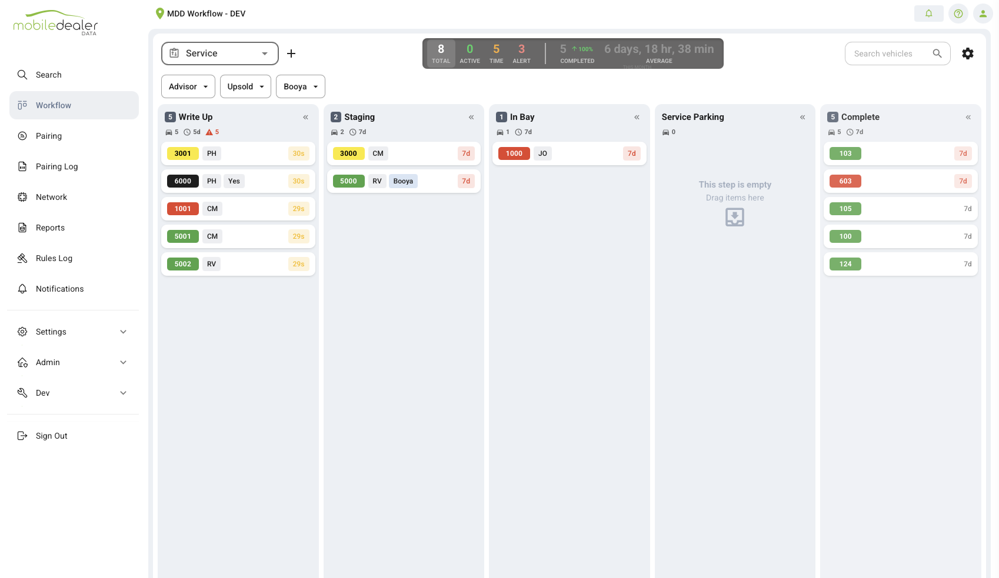 mobiledealer
DATA
MDD Workflow - DEV
Search
Workflow
Pairing
Pairing Log
Network
Reports
Rules Log
Notifications
Settings
Admin
Dev
Sign Out
Service
8 TOTAL
0 ACTIVE
5 TIME
3 ALERT
5 100% COMPLETED
6 days, 18 hr, 38 min
AVERAGE
THIS MONTH
Search vehicles
Advisor
Upsold
Booya
5 Write Up
5 5d 5
3001 PH 30s
6000 PH Yes 30s
1001 CM 29s
5001 CM 29s
5002 RV 29s
2 Staging
2 7d
3000 CM 7d
5000 RV Booya 7d
1 In Bay
1 7d
1000 JO 7d
Service Parking
0
This step is empty
Drag items here
5 Complete
5 7d
103 7d
603 7d
105 7d
100 7d
124 7d